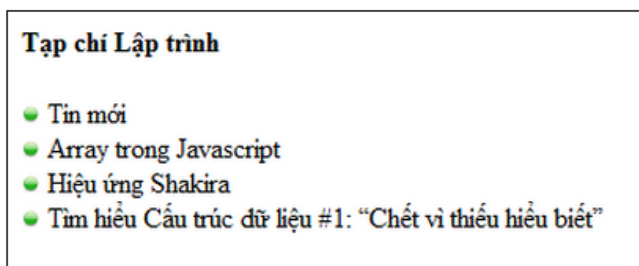 Tạp chí Lập trình
Tin mới
Array trong Javascript
Hiệu ứng Shakira
Tìm hiểu Cấu trúc dữ liệu #1: “Chết vì thiếu hiểu biết”